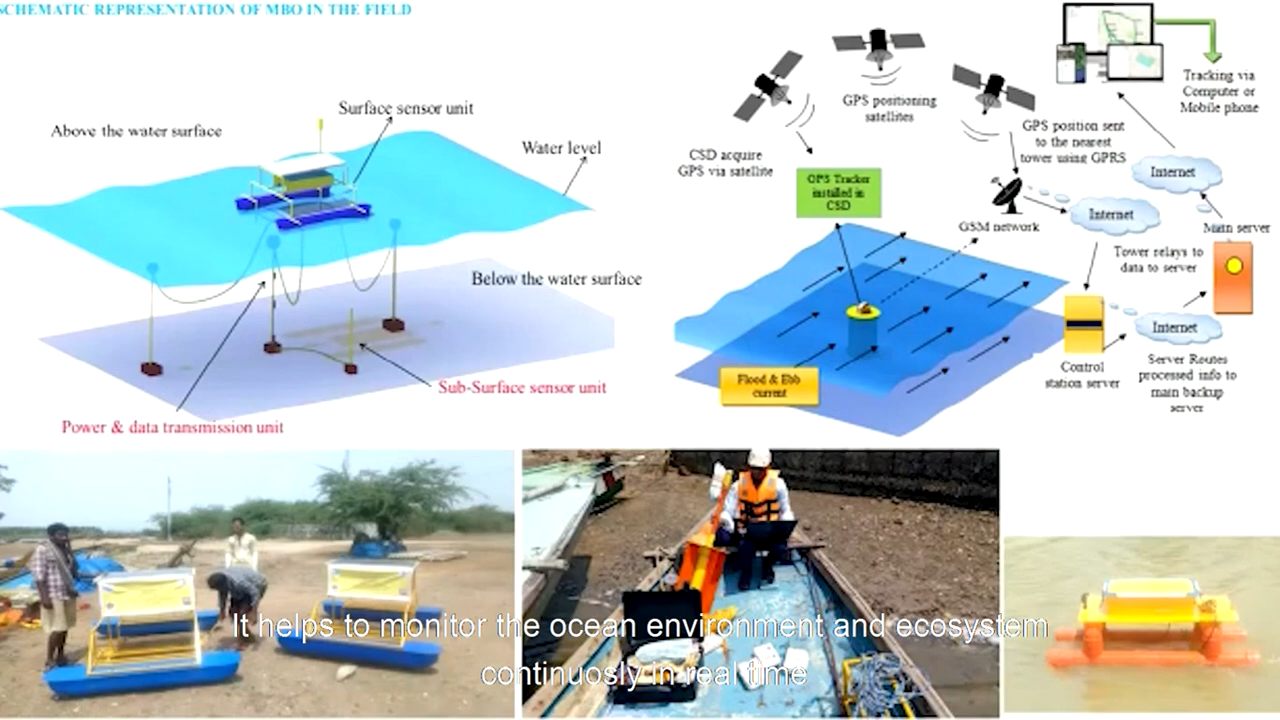 SCHEMATIC REPRESENTATION OF MBO IN THE FIELD
Surface sensor unit
Above the water surface
Water level
Below the water surface
Sub-Surface sensor unit
Power & data transmission unit
Tracking via
Computer or
Mobile phone
GPS positioning
satellites
GPS position sent
to the nearest
tower using GPRS
CSD acquire
GPS via satellite
GPS Tracker
installed in
CSD
Internet
Internet
GSM network
Main server
Tower relays to
data to server
Internet
Flood & Ebb
current
Control
station server
Server Routes
processed info to
main backup
server
It helps to monitor the ocean environment and ecosystem
continuosly in real time